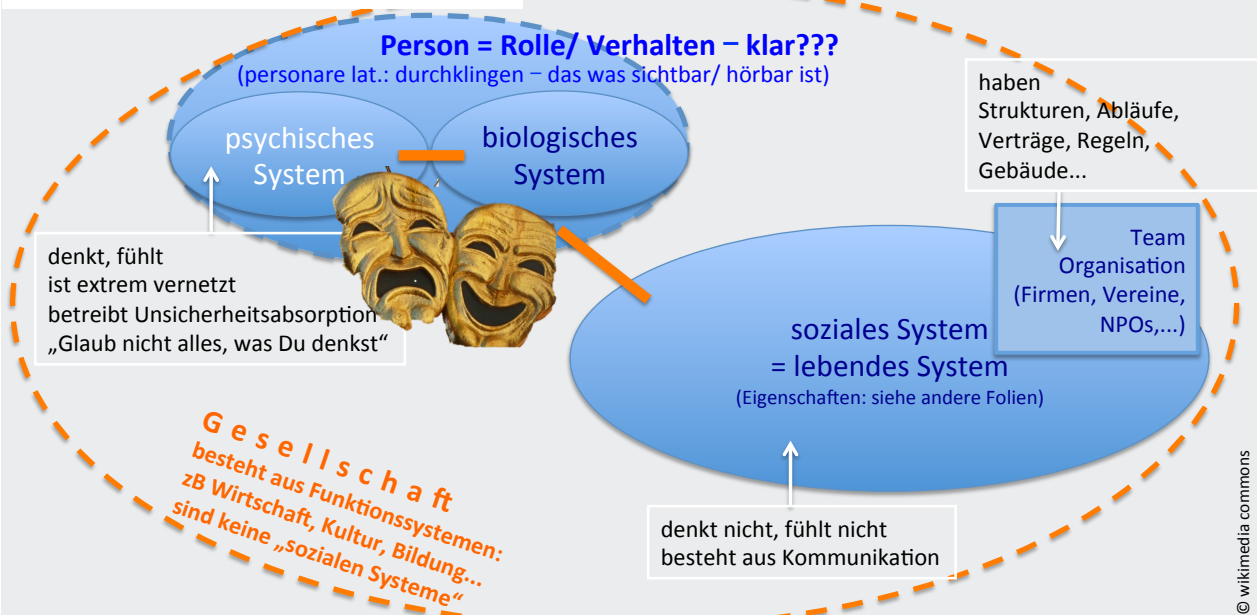 Person = Rolle/ Verhalten – klar???
(personare lat.: durchklingen – das was sichtbar/ hörbar ist)
psychisches
System
biologisches
System
haben
Strukturen, Abläufe,
Verträge, Regeln,
Gebäude...
denkt, fühlt
ist extrem vernetzt
betreibt Unsicherheitsabsorption
„Glaub nicht alles, was Du denkst“
Team
Organisation
(Firmen, Vereine,
NPOs,...)
soziales System
= lebendes System
(Eigenschaften: siehe andere Folien)
G e s e l l s c h a ft
besteht aus Funktionssystemen:
zB Wirtschaft, Kultur, Bildung...
sind keine „sozialen Systeme“
denkt nicht, fühlt nicht
besteht aus Kommunikation
© wikimedia commons